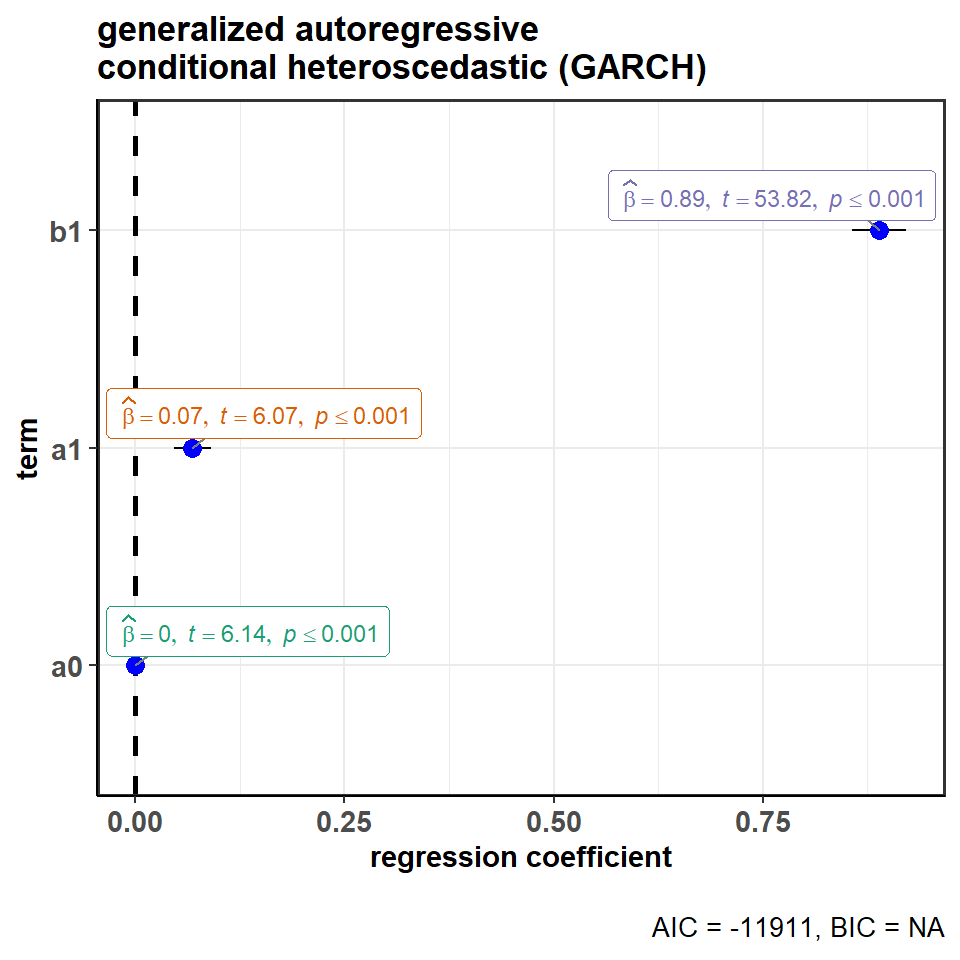 generalized autoregressive
conditional heteroscedastic (GARCH)
term
b1
β̂ = 0.89, t = 53.82, p ≤ 0.001
a1
β̂ = 0.07, t = 6.07, p ≤ 0.001
a0
β̂ = 0, t = 6.14, p ≤ 0.001
0.00 0.25 0.50 0.75
regression coefficient
AIC = -11911, BIC = NA